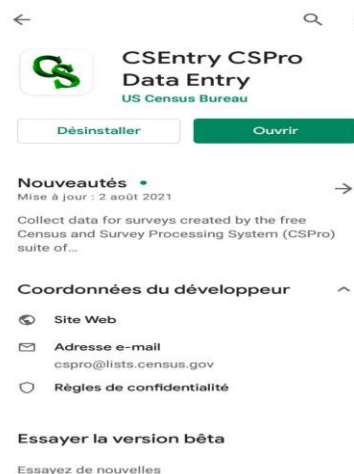 CSEntry CSPro
Data Entry
US Census Bureau
Désinstaller
Ouvrir
Nouveautés
Mise à jour : 2 août 2021
Collect data for surveys created by the free
Census and Survey Processing System (CSPro)
suite of...
Coordonnées du développeur
Site Web
Adresse e-mail
cspro@lists.census.gov
Règles de confidentialité
Essayer la version bêta
Essayez de nouvelles